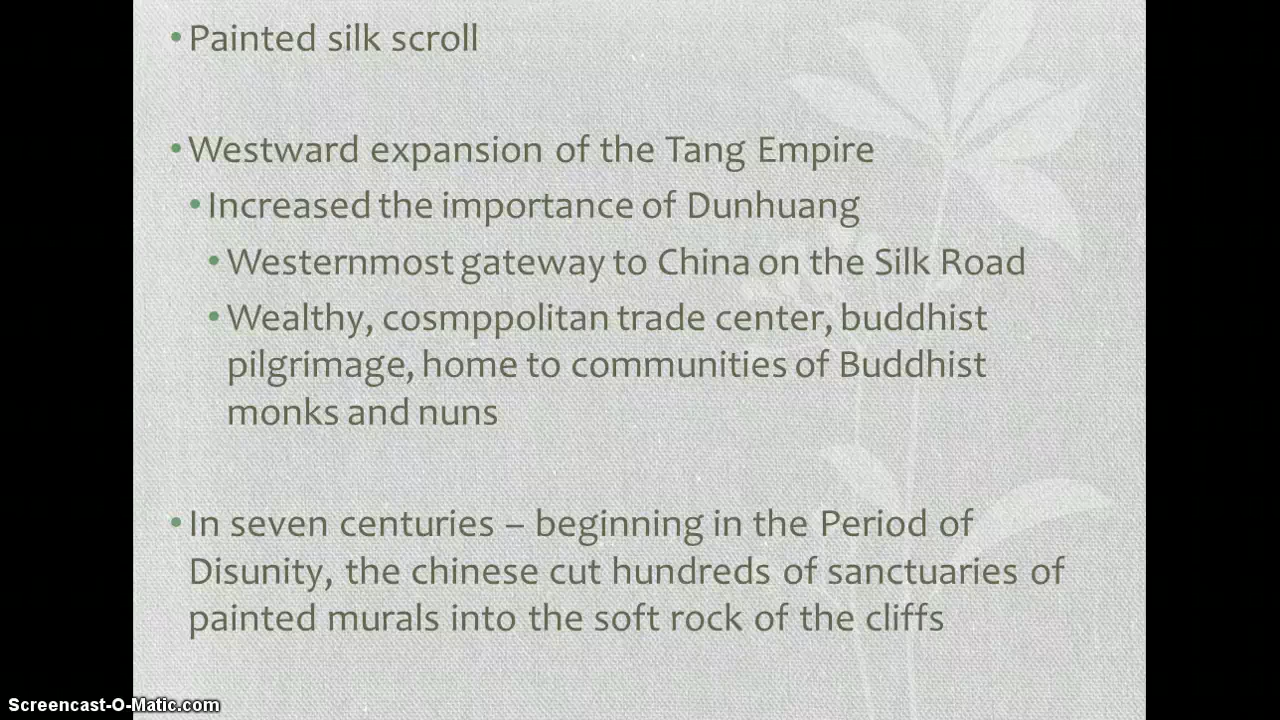 • Painted silk scroll
• Westward expansion of the Tang Empire
• Increased the importance of Dunhuang
• Westernmost gateway to China on the Silk Road
• Wealthy, cosmppolitan trade center, buddhist
pilgrimage, home to communities of Buddhist
monks and nuns
• In seven centuries – beginning in the Period of
Disunity, the chinese cut hundreds of sanctuaries of
painted murals into the soft rock of the cliffs
Screencast-O-Matic.com